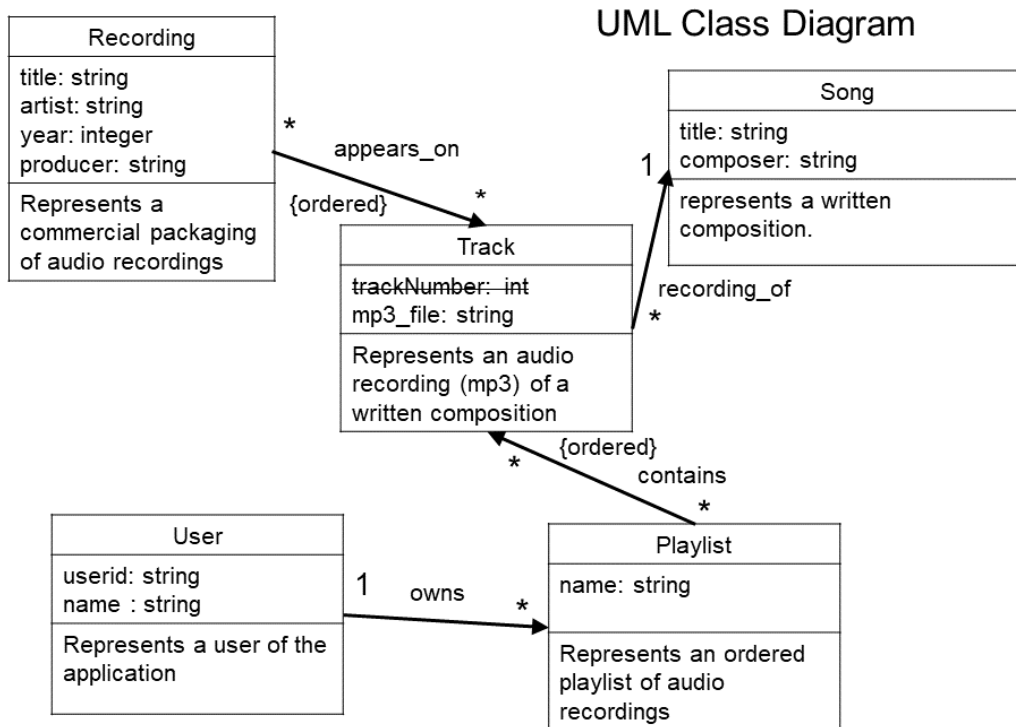 UML Class Diagram
Recording
title: string
artist: string
year: integer
producer: string
Represents a
commercial packaging
of audio recordings
*
appears_on
{ordered}
*
Song
title: string
composer: string
represents a written
composition.
1
recording_of
*
Track
trackNumber: int
mp3_file: string
Represents an audio
recording (mp3) of a
written composition
{ordered}
*
contains
*
User
userid: string
name : string
Represents a user of the
application
1
owns
*
Playlist
name: string
Represents an ordered
playlist of audio
recordings